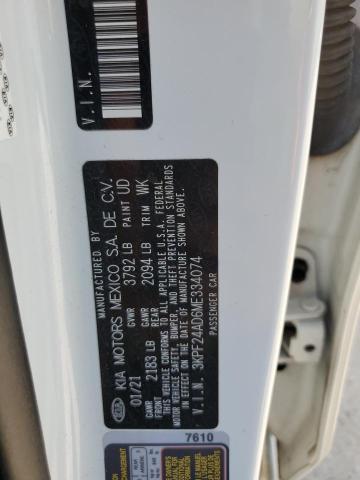 V.I.N.
MANUFACTURED BY
KIA MOTORS MEXICO S.A. DE C.V.
01/21 GVWR 3792 LB PAINT UD
GAWR FRONT 2183 LB GAWR REAR 2094 LB TRIM WK
THIS VEHICLE CONFORMS TO ALL APPLICABLE U.S.A. FEDERAL
MOTOR VEHICLE SAFETY, BUMPER, AND THEFT PREVENTION STANDARDS
IN EFFECT ON THE DATE OF MANUFACTURE SHOWN ABOVE.
V.I.N. 3KPF24AD6ME334074
PASSENGER CAR
7610